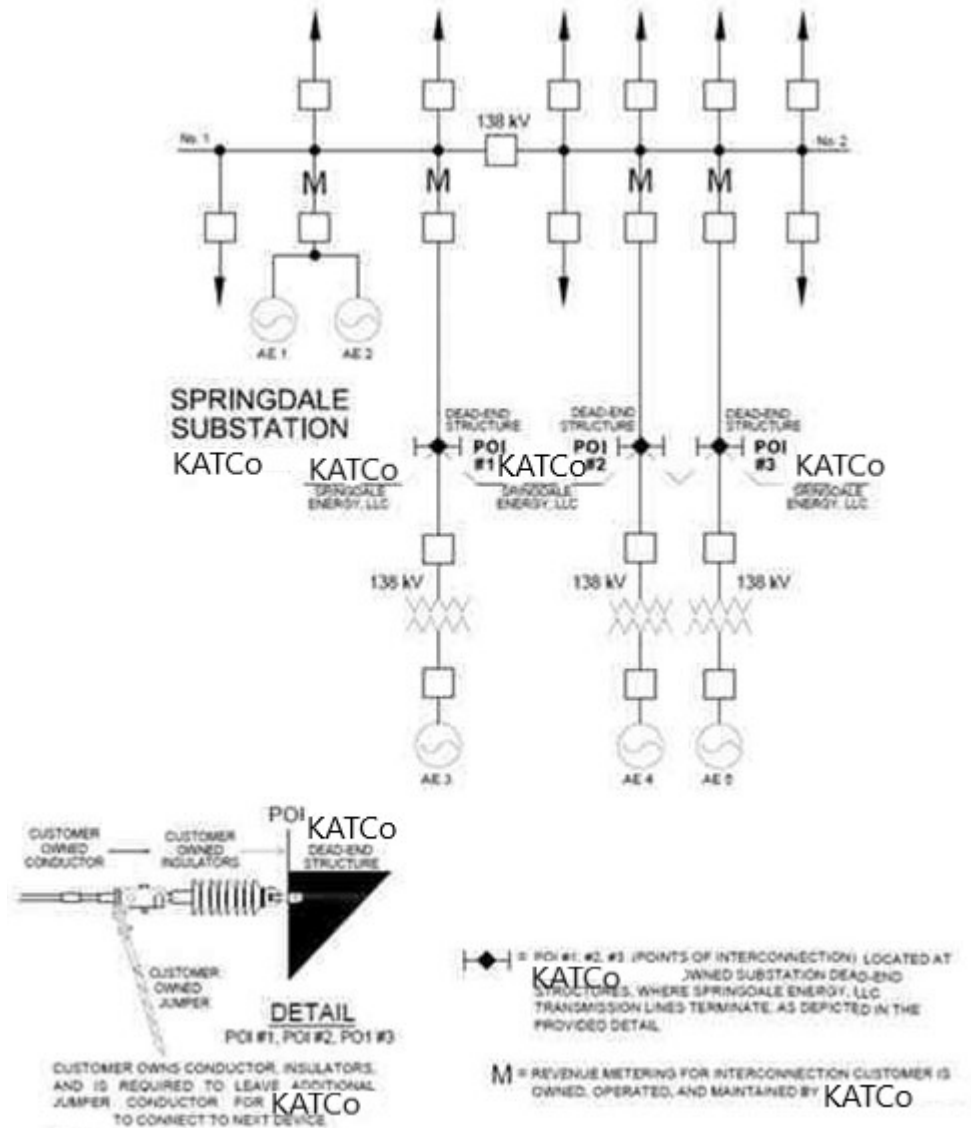 138 kV
No. 1
No. 2
M
M
M
M
AE 1
AE 2
SPRINGDALE
SUBSTATION
KATCo
DEAD-END
STRUCTURE
POI
#1
DEAD-END
STRUCTURE
POI
#2
DEAD-END
STRUCTURE
POI
#3
KATCo
SPRINGDALE
ENERGY, LLC
KATCo
SPRINGDALE
ENERGY, LLC
KATCo
SPRINGDALE
ENERGY, LLC
138 kV
138 kV
138 kV
AE 3
AE 4
AE 5
POI
KATCo
DEAD-END
STRUCTURE
CUSTOMER
OWNED
CONDUCTOR
CUSTOMER
OWNED
INSULATORS
CUSTOMER
OWNED
JUMPER
DETAIL
POI #1, POI #2, PO1 #3
CUSTOMER OWNS CONDUCTOR, INSULATORS,
AND IS REQUIRED TO LEAVE ADDITIONAL
JUMPER CONDUCTOR FOR KATCo
TO CONNECT TO NEXT DEVICE.
= POI #1, #2, #3 (POINTS OF INTERCONNECTION) LOCATED AT
KATCo OWNED SUBSTATION DEAD-END
STRUCTURES, WHERE SPRINGDALE ENERGY, LLC
TRANSMISSION LINES TERMINATE, AS DEPICTED IN THE
PROVIDED DETAIL
M = REVENUE METERING FOR INTERCONNECTION CUSTOMER IS
OWNED, OPERATED, AND MAINTAINED BY KATCo